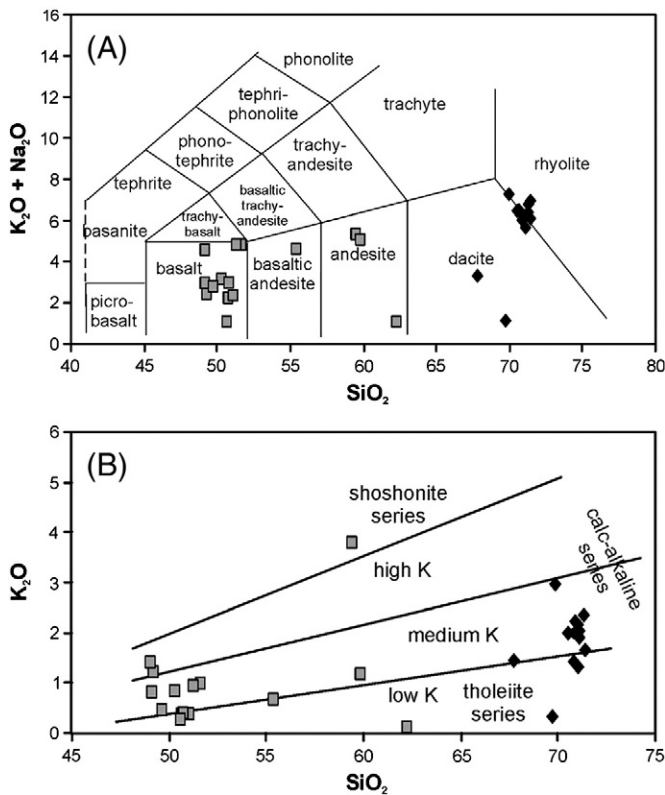 (A)
16
14
12
10
8
6
4
2
0
K₂O + Na₂O
phonolite
tephri-
phonolite
trachyte
phono-
tephrite
trachy-
andesite
rhyolite
tephrite
basaltic
trachy-
andesite
trachy-
basalt
basanite
basalt
basaltic
andesite
andesite
dacite
picro-
basalt
40 45 50 55 60 65 70 75 80
SiO₂
(B)
6
5
4
3
2
1
0
K₂O
shoshonite
series
calc-alkaline
series
high K
medium K
low K
tholeiite
series
45 50 55 60 65 70 75
SiO₂